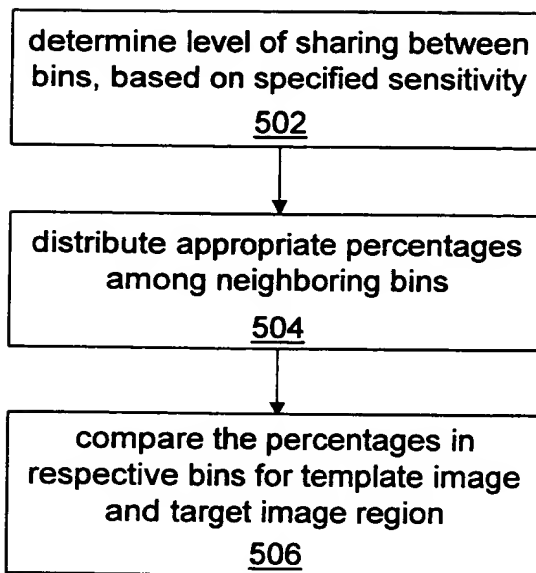 determine level of sharing between
bins, based on specified sensitivity
502
distribute appropriate percentages
among neighboring bins
504
compare the percentages in
respective bins for template image
and target image region
506